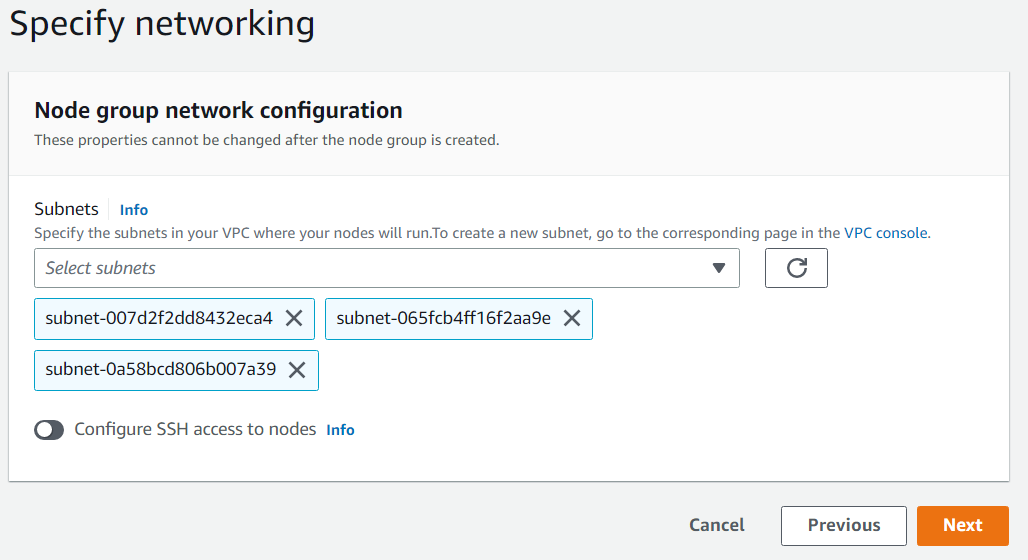 Specify networking
Node group network configuration
These properties cannot be changed after the node group is created.
Subnets Info
Specify the subnets in your VPC where your nodes will run.To create a new subnet, go to the corresponding page in the VPC console.
Select subnets
subnet-007d2f2dd8432eca4 subnet-065fcb4ff16f2aa9e
subnet-0a58bcd806b007a39
Configure SSH access to nodes Info
Cancel Previous Next